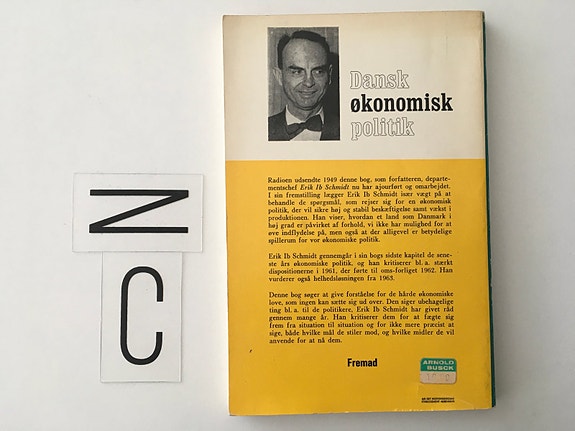 Z
C
Dansk
økonomisk
politik
Radioen udsendte 1949 denne bog, som forfatteren, departe-
mentschef Erik Ib Schmidt nu har ajourført og omarbejdet.
I sin fremstilling lægger Erik Ib Schmidt især vægt på at
behandle de spørgsmål, som rejser sig for en økonomisk
politik, der vil sikre høj og stabil beskæftigelse samt vækst i
produktionen. Han viser, hvordan et land som Danmark i
høj grad er påvirket af forhold, vi ikke har mulighed for at
øve indflydelse på, men også at der alligevel er betydelige
spillerum for vor økonomiske politik.
Erik Ib Schmidt gennemgår i sin bogs sidste kapitel de sene-
ste års økonomiske politik, og han kritiserer bl. a. stærkt
dispositionerne i 1961, der førte til oms-forliget 1962. Han
vurderer også helhedsløsningen fra 1963.
Denne bog søger at give forståelse for de hårde økonomiske
love, som ingen kan sætte sig ud over. Den siger ubehagelige
ting bl. a. til de politikere, Erik Ib Schmidt har givet råd
gennem mange år. Han kritiserer dem for at fægte sig
frem fra situation til situation og for ikke mere præcist at
sige, både hvilke mål de stiler mod, og hvilke midler de vil
anvende for at nå dem.
Fremad
ARNOLD
BUSCK